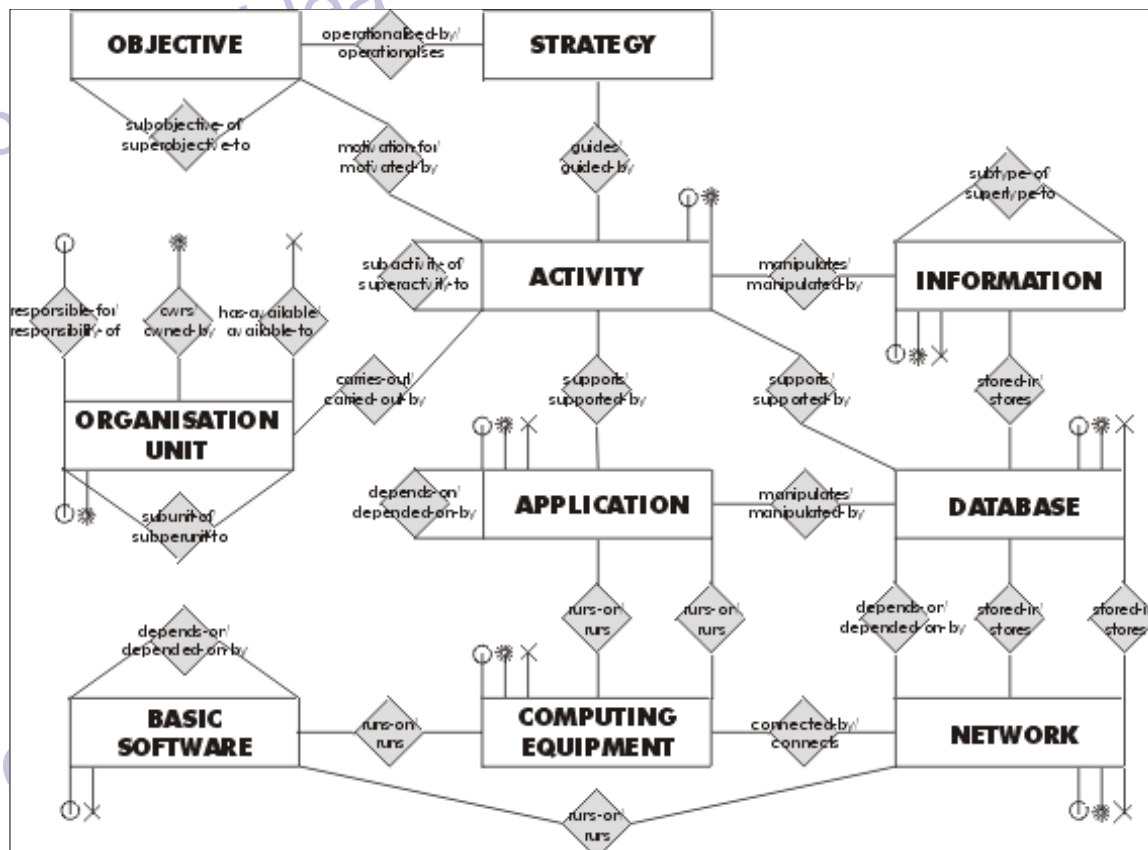 OBJECTIVE
operationalised-by/
operationalises
STRATEGY
subobjective-of
superobjective-to
motivation-for/
motivated-by
guides/
guided-by
subtype-of
supertype-to
subactivity-of
superactivity-to
ACTIVITY
manipulates/
manipulated-by
INFORMATION
responsible-for/
responsibility-of
owns/
owned-by
has-available/
available-to
carries-out/
carried-out-by
supports/
supported-by
supports/
supported-by
stored-in/
stores
ORGANISATION
UNIT
depends-on/
depended-on-by
APPLICATION
manipulates/
manipulated-by
DATABASE
subunit-of
subperunit-to
depends-on/
depended-on-by
runs-on/
runs
runs-on/
runs
depends-on/
depended-on-by
stored-in/
stores
stored-in
stores
BASIC
SOFTWARE
runs-on/
runs
COMPUTING
EQUIPMENT
connected-by/
connects
NETWORK
runs-on/
runs